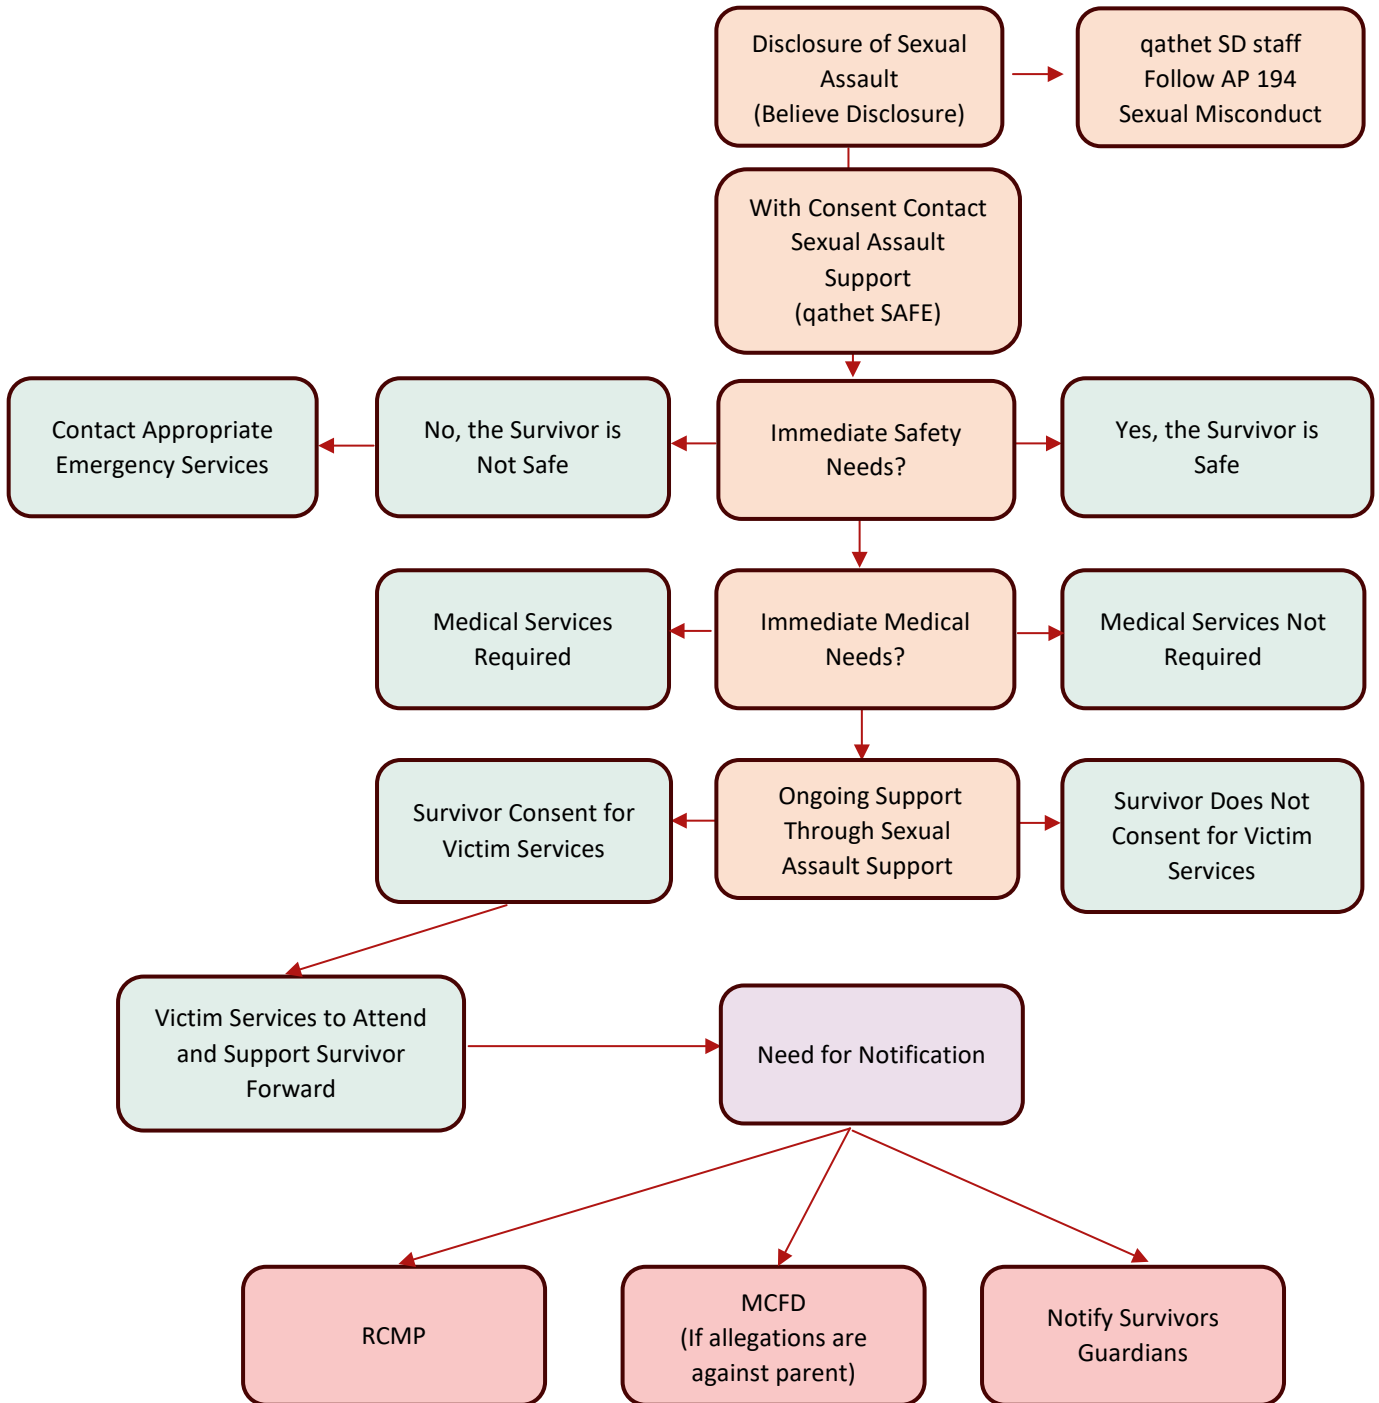 Disclosure of Sexual
Assault
(Believe Disclosure)
qathet SD staff
Follow AP 194
Sexual Misconduct
With Consent Contact
Sexual Assault
Support
(qathet SAFE)
Contact Appropriate
Emergency Services
No, the Survivor is
Not Safe
Immediate Safety
Needs?
Yes, the Survivor is
Safe
Medical Services
Required
Immediate Medical
Needs?
Medical Services Not
Required
Survivor Consent for
Victim Services
Ongoing Support
Through Sexual
Assault Support
Survivor Does Not
Consent for Victim
Services
Victim Services to Attend
and Support Survivor
Forward
Need for Notification
RCMP
MCFD
(If allegations are
against parent)
Notify Survivors
Guardians